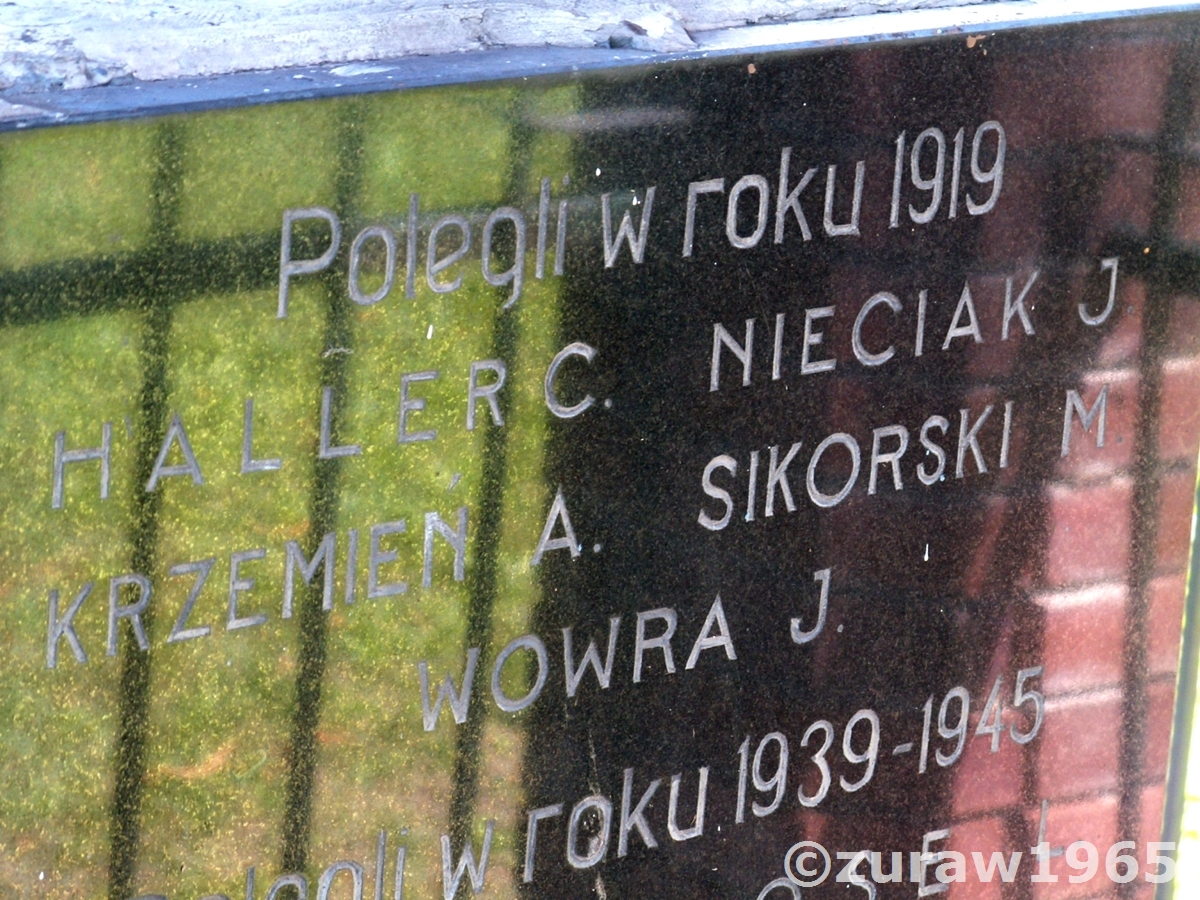 Polegli w roku 1919
HALLER C. NIECIAK J.
KRZEMIEŃ A. SIKORSKI M.
WOWRA J.
Polegli w roku 1939-1945
©zuraw1965